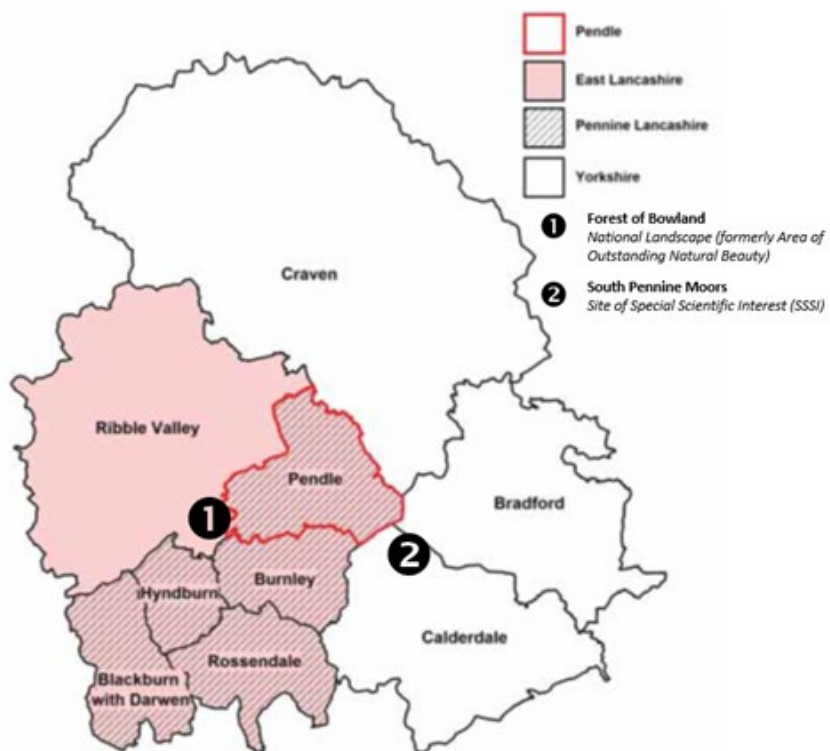 Pendle
East Lancashire
Pennine Lancashire
Yorkshire
1 Forest of Bowland
National Landscape (formerly Area of
Outstanding Natural Beauty)
2 South Pennine Moors
Site of Special Scientific Interest (SSSI)
Craven
Ribble Valley
Pendle
Bradford
1
2
Burnley
Hyndburn
Calderdale
Rossendale
Blackburn
with Darwen